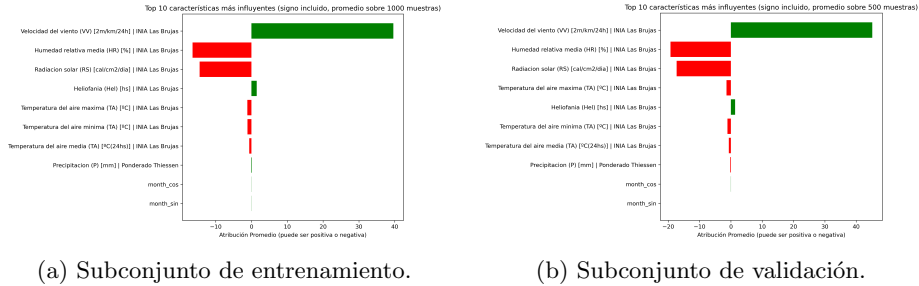 Top 10 características más influyentes (signo incluido, promedio sobre 1000 muestras)
Velocidad del viento (VV) [2m/km/24h] | INIA Las Brujas
Humedad relativa media (HR) [%] | INIA Las Brujas
Radiacion solar (RS) [cal/cm2/dia] | INIA Las Brujas
Heliofania (Hel) [hs] | INIA Las Brujas
Temperatura del aire maxima (TA) [ºC] | INIA Las Brujas
Temperatura del aire minima (TA) [ºC] | INIA Las Brujas
Temperatura del aire media (TA) [ºC(24hs)] | INIA Las Brujas
Precipitacion (P) [mm] | Ponderado Thiessen
month_cos
month_sin
−10 0 10 20 30 40
Atribución Promedio (puede ser positiva o negativa)
(a) Subconjunto de entrenamiento.
Top 10 características más influyentes (signo incluido, promedio sobre 500 muestras)
Velocidad del viento (VV) [2m/km/24h] | INIA Las Brujas
Humedad relativa media (HR) [%] | INIA Las Brujas
Radiacion solar (RS) [cal/cm2/dia] | INIA Las Brujas
Temperatura del aire maxima (TA) [ºC] | INIA Las Brujas
Heliofania (Hel) [hs] | INIA Las Brujas
Temperatura del aire minima (TA) [ºC] | INIA Las Brujas
Temperatura del aire media (TA) [ºC(24hs)] | INIA Las Brujas
Precipitacion (P) [mm] | Ponderado Thiessen
month_cos
month_sin
−20 −10 0 10 20 30 40
Atribución Promedio (puede ser positiva o negativa)
(b) Subconjunto de validación.